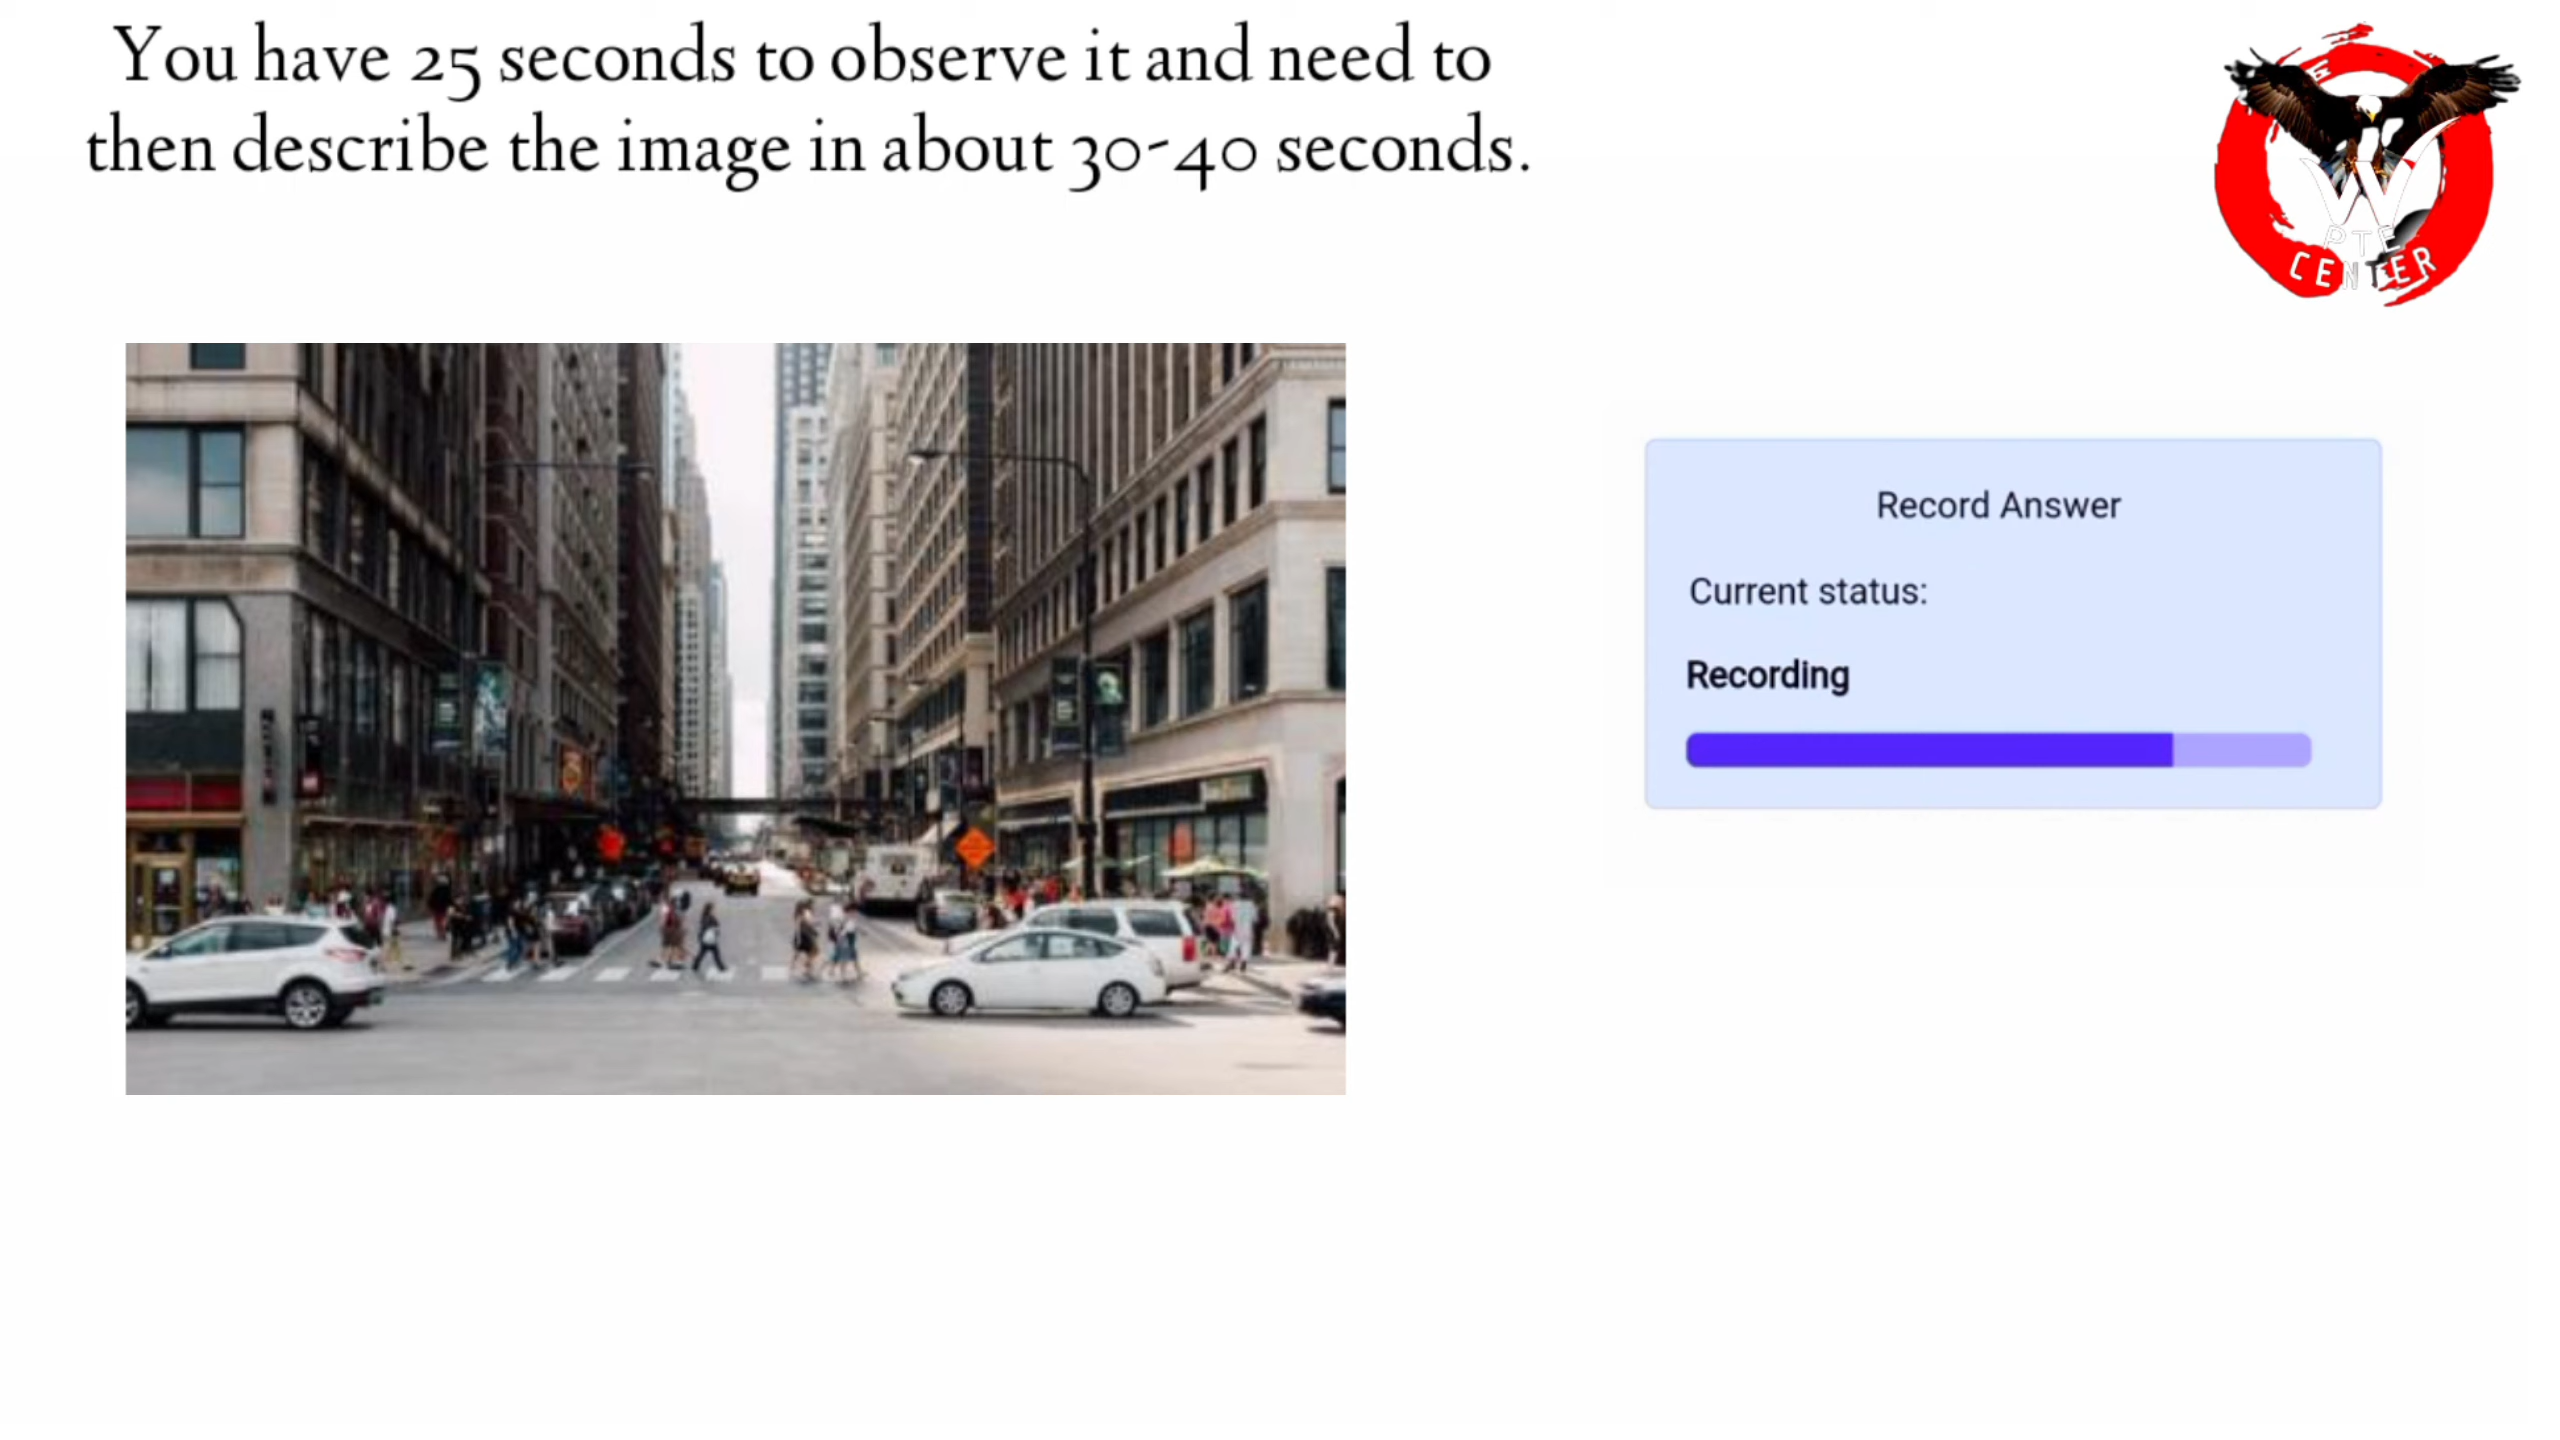 You have 25 seconds to observe it and need to
then describe the image in about 30-40 seconds.
W
PTE
CENTER
Record Answer
Current status:
Recording